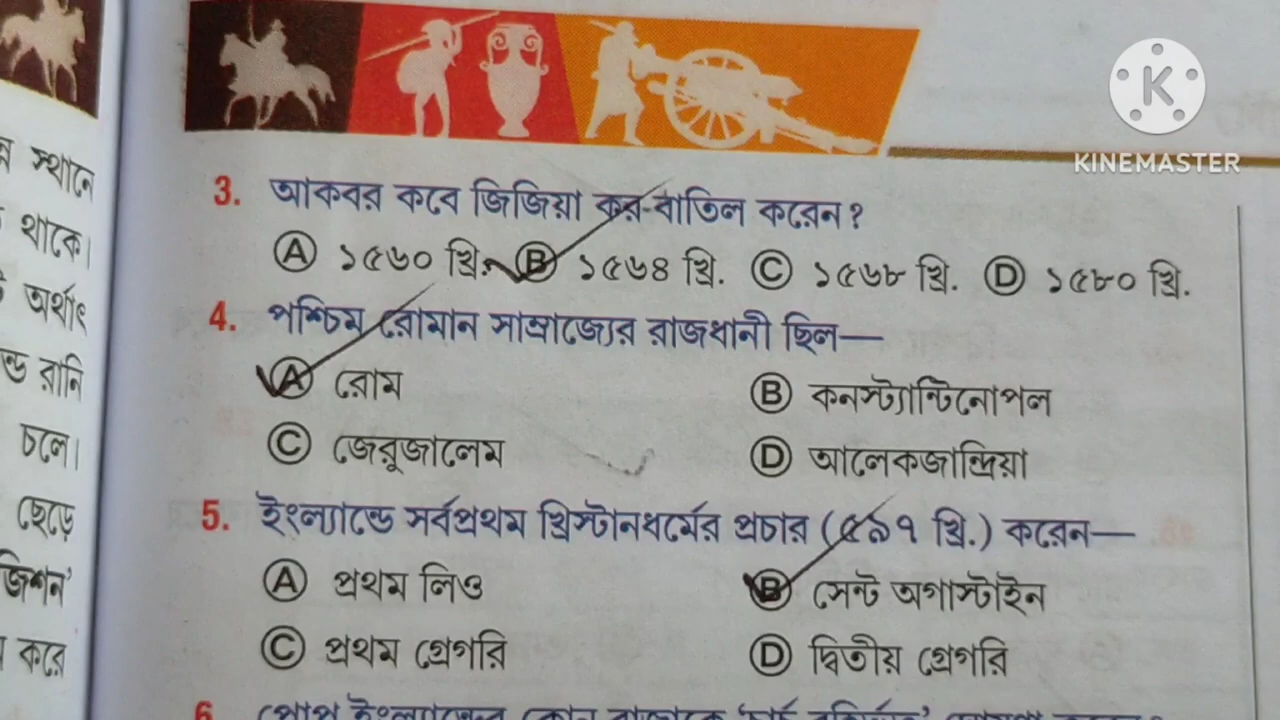 K
KINEMASTER
স্থানে
থাকে।
অর্থাৎ
রানি
চলে।
ছেড়ে
জিশন’
করে
3. আকবর কবে জিজিয়া কর বাতিল করেন?
A ১৫৬০ খ্রি. B ১৫৬৪ খ্রি. C ১৫৬৮ খ্রি. D ১৫৮০ খ্রি.
4. পশ্চিম রোমান সাম্রাজ্যের রাজধানী ছিল—
A রোম B কনস্ট্যান্টিনোপল
C জেরুজালেম D আলেকজান্দ্রিয়া
5. ইংল্যান্ডে সর্বপ্রথম খ্রিস্টানধর্মের প্রচার (৫৯৭ খ্রি.) করেন—
A প্রথম লিও B সেন্ট অগাস্টাইন
C প্রথম গ্রেগরি D দ্বিতীয় গ্রেগরি
6 পোপ ইংল্যান্ডের কোন রাজাকে